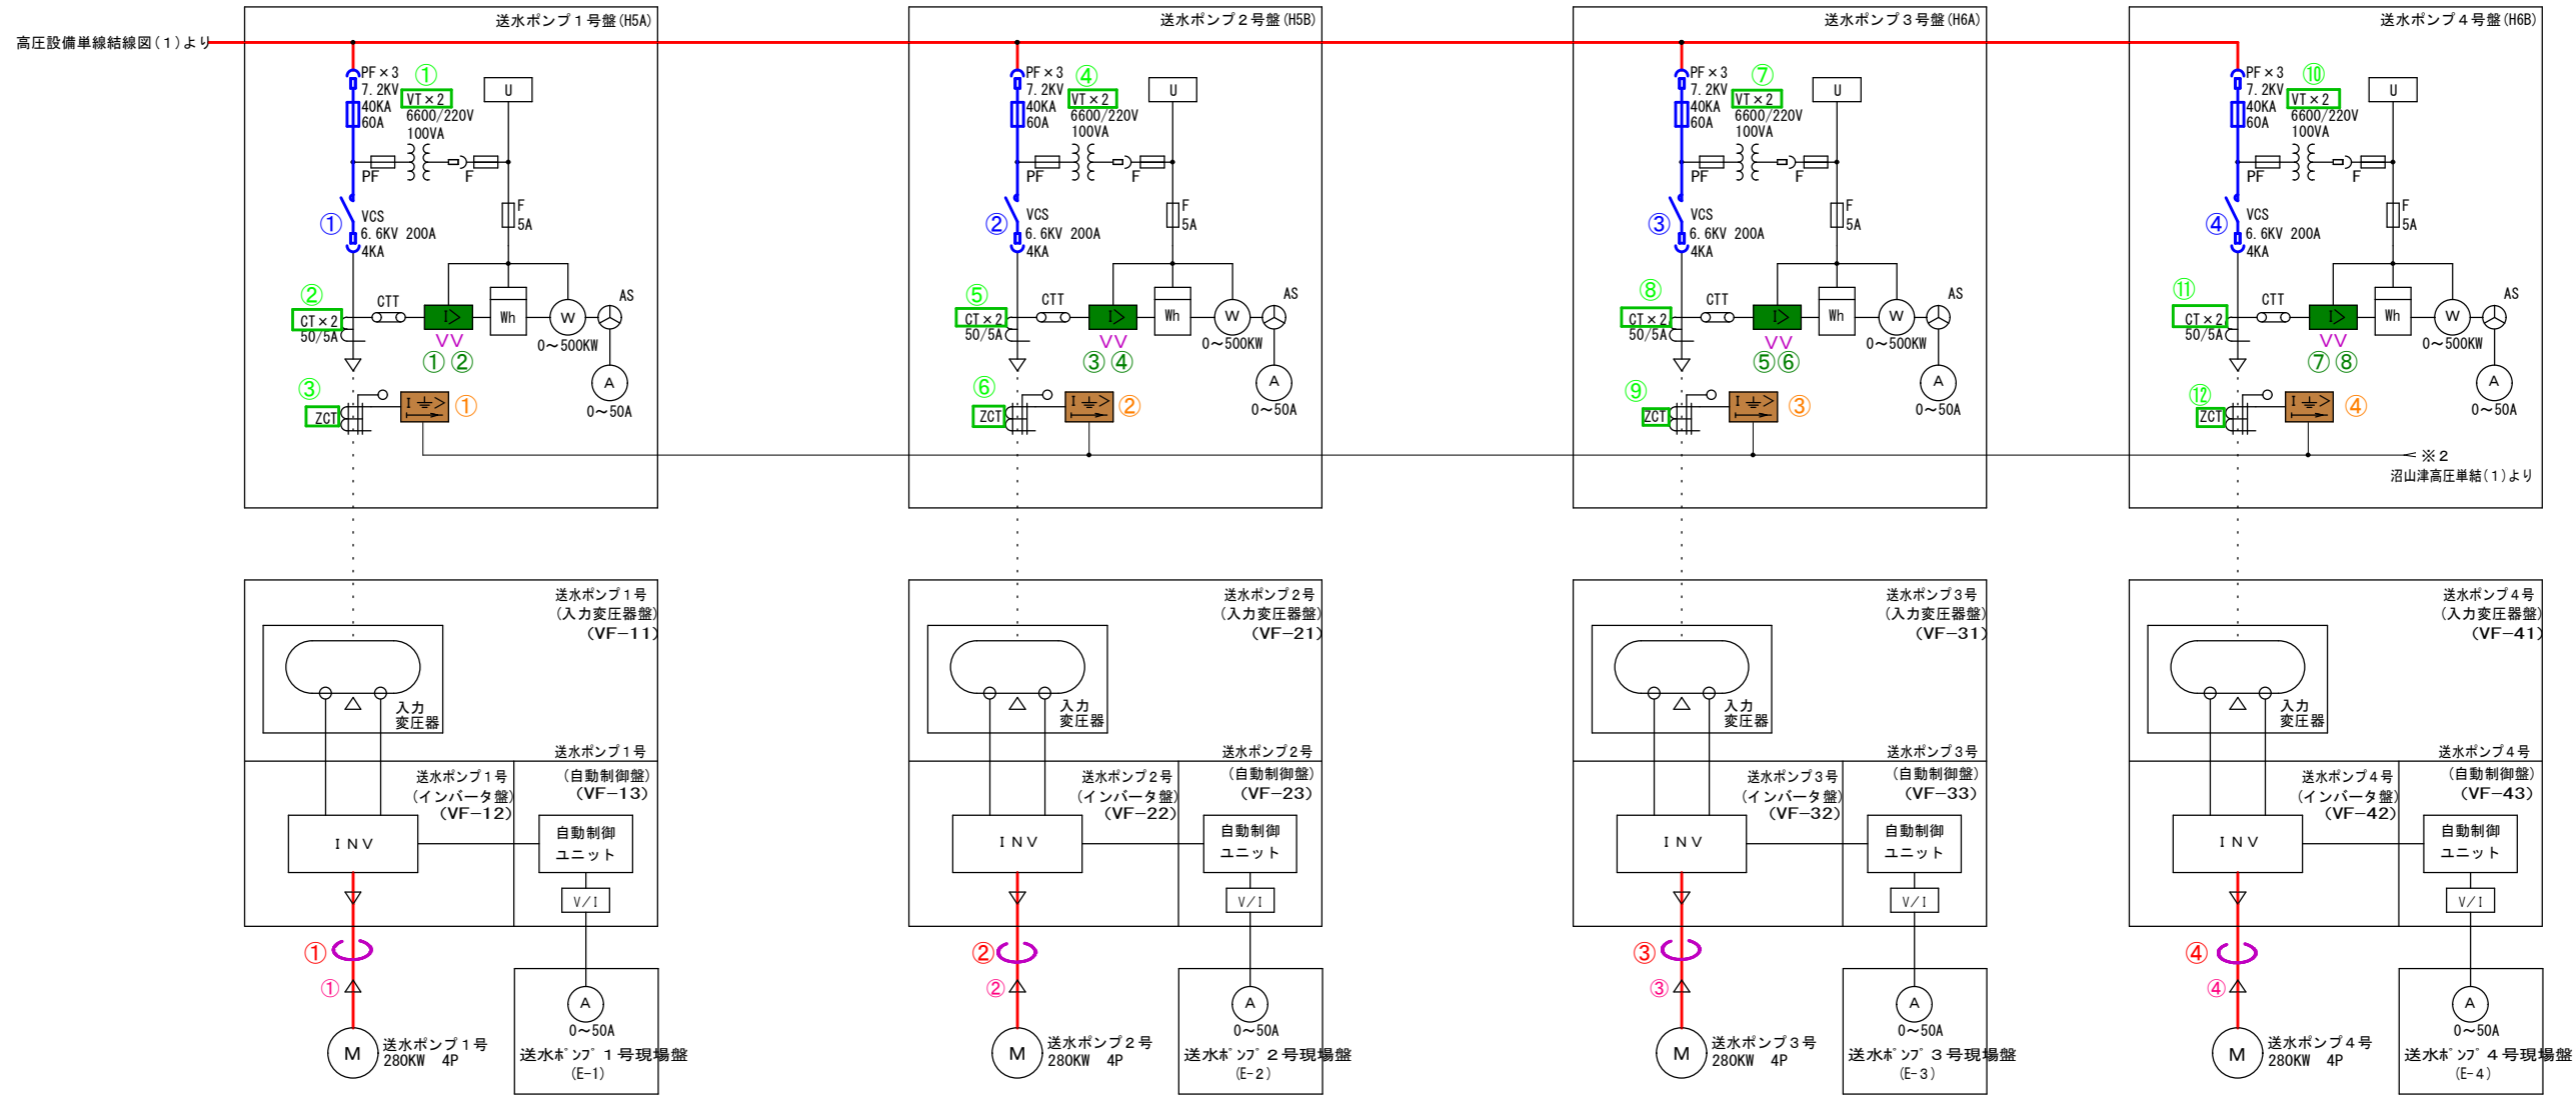 高圧設備単線結線図(1)より
送水ポンプ1号盤(H5A)
PF×3
7.2KV
40KA
60A
①
VT×2
6600/220V
100VA
U
PF
F
F
5A
①
VCS
6.6KV 200A
4KA
②
CT×2
50/5A
CTT
I>
Wh
W
0～500KW
AS
①②
A
0～50A
③
ZCT
I >
①
送水ポンプ2号盤(H5B)
PF×3
7.2KV
40KA
60A
④
VT×2
6600/220V
100VA
U
PF
F
F
5A
②
VCS
6.6KV 200A
4KA
⑤
CT×2
50/5A
CTT
I>
Wh
W
0～500KW
AS
③④
A
0～50A
⑥
ZCT
I >
②
送水ポンプ3号盤(H6A)
PF×3
7.2KV
40KA
60A
⑦
VT×2
6600/220V
100VA
U
PF
F
F
5A
③
VCS
6.6KV 200A
4KA
⑧
CT×2
50/5A
CTT
I>
Wh
W
0～500KW
AS
⑤⑥
A
0～50A
⑨
ZCT
I >
③
送水ポンプ4号盤(H6B)
PF×3
7.2KV
40KA
60A
⑩
VT×2
6600/220V
100VA
U
PF
F
F
5A
④
VCS
6.6KV 200A
4KA
⑪
CT×2
50/5A
CTT
I>
Wh
W
0～500KW
AS
⑦⑧
A
0～50A
⑫
ZCT
I >
④
※2
沼山津高圧単結(1)より
送水ポンプ1号
(入力変圧器盤)
(VF-11)
入力
変圧器
送水ポンプ1号
(自動制御盤)
(VF-13)
送水ポンプ1号
(インバータ盤)
(VF-12)
INV
自動制御
ユニット
V/I
①
①
M
送水ポンプ1号
280KW 4P
A
0～50A
送水ポンプ1号現場盤
(E-1)
送水ポンプ2号
(入力変圧器盤)
(VF-21)
入力
変圧器
送水ポンプ2号
(自動制御盤)
(VF-23)
送水ポンプ2号
(インバータ盤)
(VF-22)
INV
自動制御
ユニット
V/I
②
②
M
送水ポンプ2号
280KW 4P
A
0～50A
送水ポンプ2号現場盤
(E-2)
送水ポンプ3号
(入力変圧器盤)
(VF-31)
入力
変圧器
送水ポンプ3号
(自動制御盤)
(VF-33)
送水ポンプ3号
(インバータ盤)
(VF-32)
INV
自動制御
ユニット
V/I
③
③
M
送水ポンプ3号
280KW 4P
A
0～50A
送水ポンプ3号現場盤
(E-3)
送水ポンプ4号
(入力変圧器盤)
(VF-41)
入力
変圧器
送水ポンプ4号
(自動制御盤)
(VF-43)
送水ポンプ4号
(インバータ盤)
(VF-42)
INV
自動制御
ユニット
V/I
④
④
M
送水ポンプ4号
280KW 4P
A
0～50A
送水ポンプ4号現場盤
(E-4)